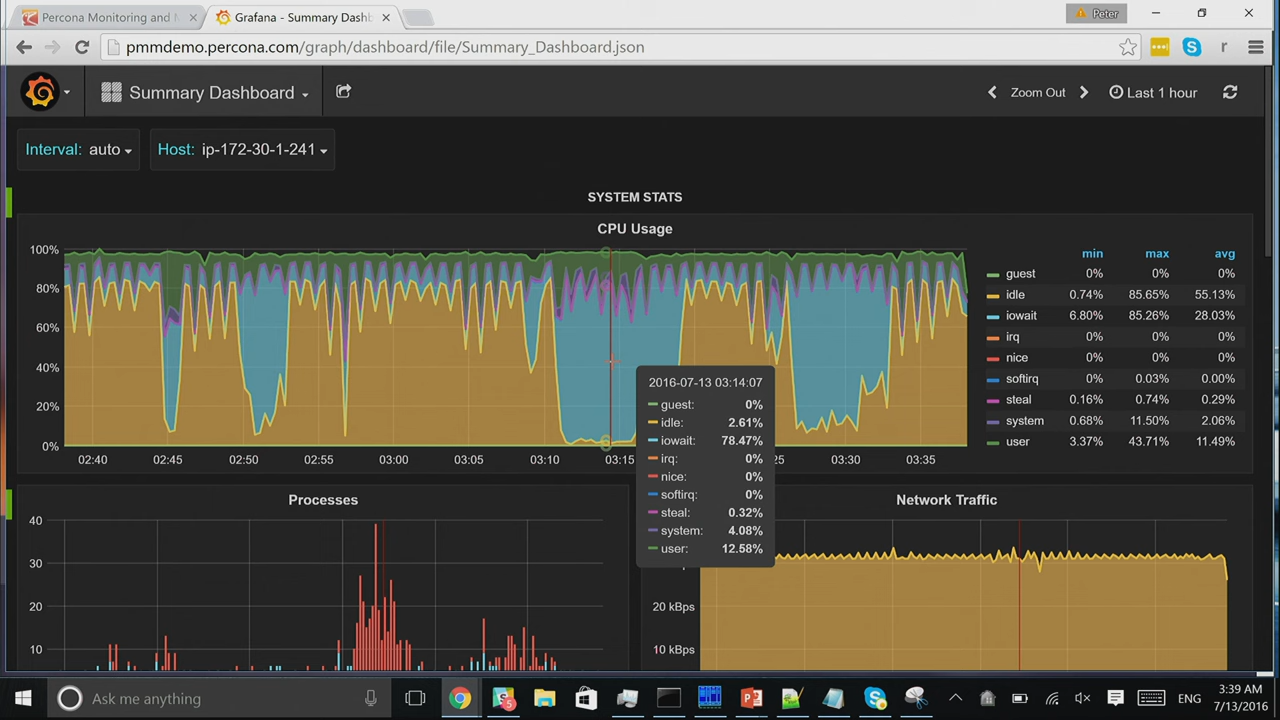 Percona Monitoring and
Grafana - Summary Dashb
Peter
pmmdemo.percona.com/graph/dashboard/file/Summary_Dashboard.json
Summary Dashboard
Zoom Out
Last 1 hour
Interval: auto
Host: ip-172-30-1-241
SYSTEM STATS
CPU Usage
100%
80%
60%
40%
20%
0%
02:40 02:45 02:50 02:55 03:00 03:05 03:10 03:15 03:30 03:35
min max avg
guest 0% 0% 0%
idle 0.74% 85.65% 55.13%
iowait 6.80% 85.26% 28.03%
irq 0% 0% 0%
nice 0% 0% 0%
softirq 0% 0.03% 0.00%
steal 0.16% 0.74% 0.29%
system 0.68% 11.50% 2.06%
user 3.37% 43.71% 11.49%
2016-07-13 03:14:07
guest: 0%
idle: 2.61%
iowait: 78.47%
irq: 0%
nice: 0%
softirq: 0%
steal: 0.32%
system: 4.08%
user: 12.58%
Processes
40
30
20
10
Network Traffic
20 kBps
10 kBps
Ask me anything
5
ENG
3:39 AM
7/13/2016